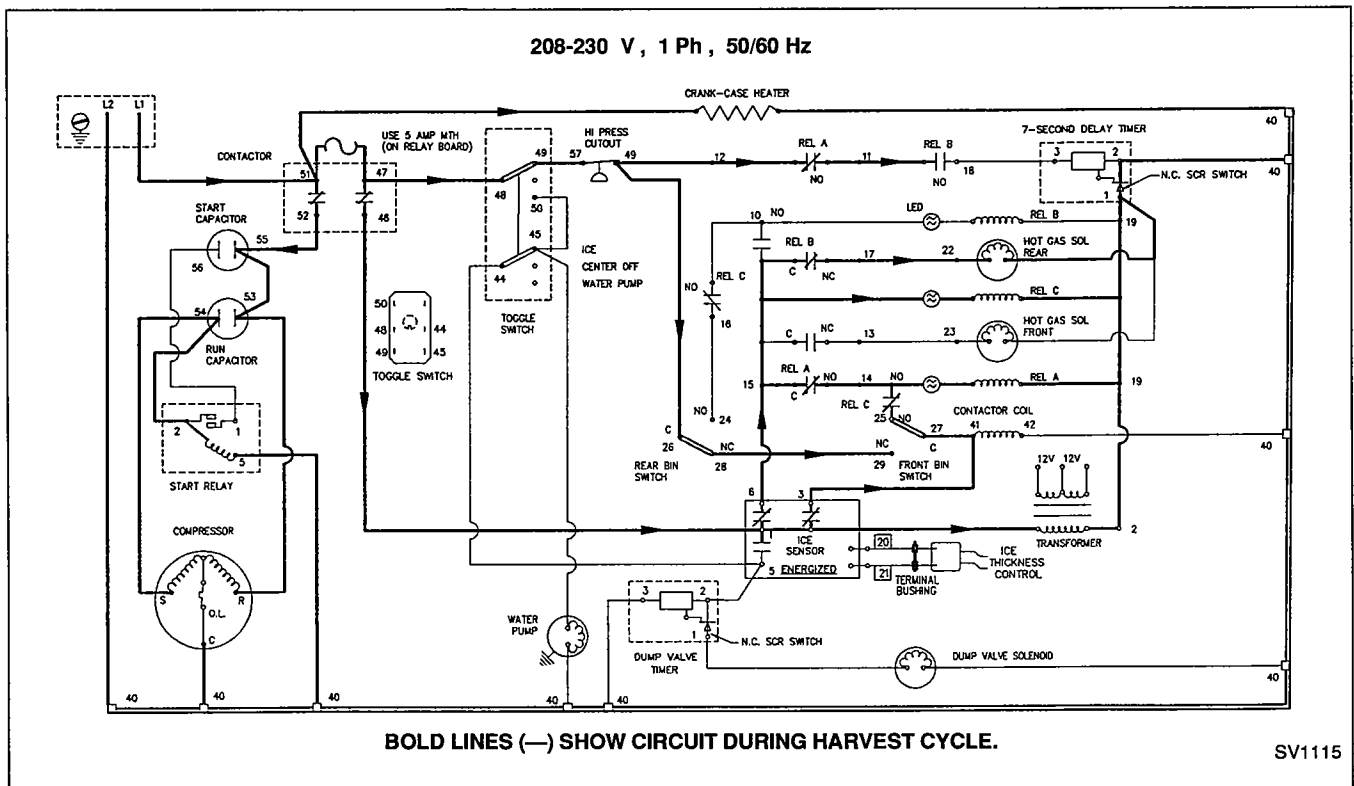 208-230 V, 1 Ph, 50/60 Hz
L2 L1
CRANK-CASE HEATER
40
USE 5 AMP MTH
(ON RELAY BOARD)
HI PRESS
CUTOUT
7-SECOND DELAY TIMER
CONTACTOR
51
47
49 57 49
12
REL A
11
REL B
18
3 2
40
NO
NO
1
N.C. SCR SWITCH
48
50
52
46
START
CAPACITOR
55
56
45
ICE
CENTER OFF
WATER PUMP
44
10 NO
LED
REL B
19
REL B
C
NC
17
22
HOT GAS SOL
REAR
REL C
NO
16
REL C
54
53
RUN
CAPACITOR
50
48 44
49 45
TOGGLE SWITCH
TOGGLE
SWITCH
C
NC
13
23
HOT GAS SOL
FRONT
15
REL A
NO
C
14
NO
REL A
19
REL C
NO
24
25 NO
CONTACTOR COIL
27
C
41 42
40
2 1
5
START RELAY
C
26
REAR BIN
SWITCH
NC
28
NC
29
FRONT BIN
SWITCH
12V 12V
6 3
1
ICE
SENSOR
5 ENERGIZED
TRANSFORMER
2
20
21
TERMINAL
BUSHING
ICE
THICKNESS
CONTROL
COMPRESSOR
S R
O.L.
C
WATER
PUMP
3 2
1
N.C. SCR SWITCH
DUMP VALVE
TIMER
DUMP VALVE SOLENOID
40
40 40 40 40 40
BOLD LINES (—) SHOW CIRCUIT DURING HARVEST CYCLE.
SV1115